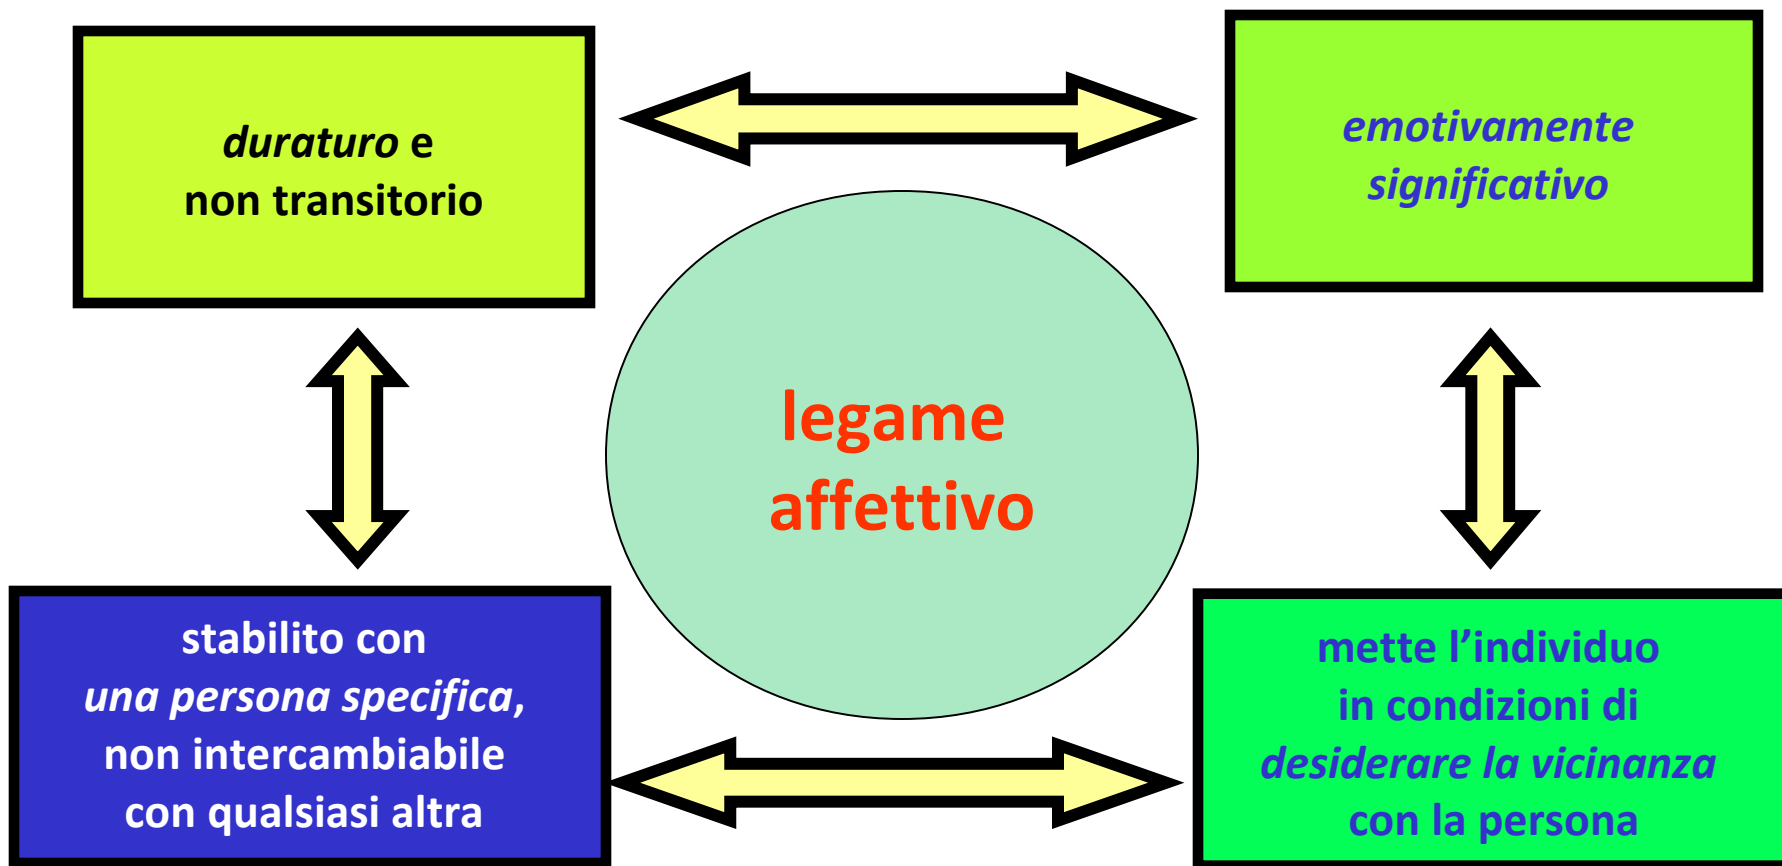 duraturo e
non transitorio
emotivamente
significativo
legame
affettivo
stabilito con
una persona specifica,
non intercambiabile
con qualsiasi altra
mette l’individuo
in condizioni di
desiderare la vicinanza
con la persona